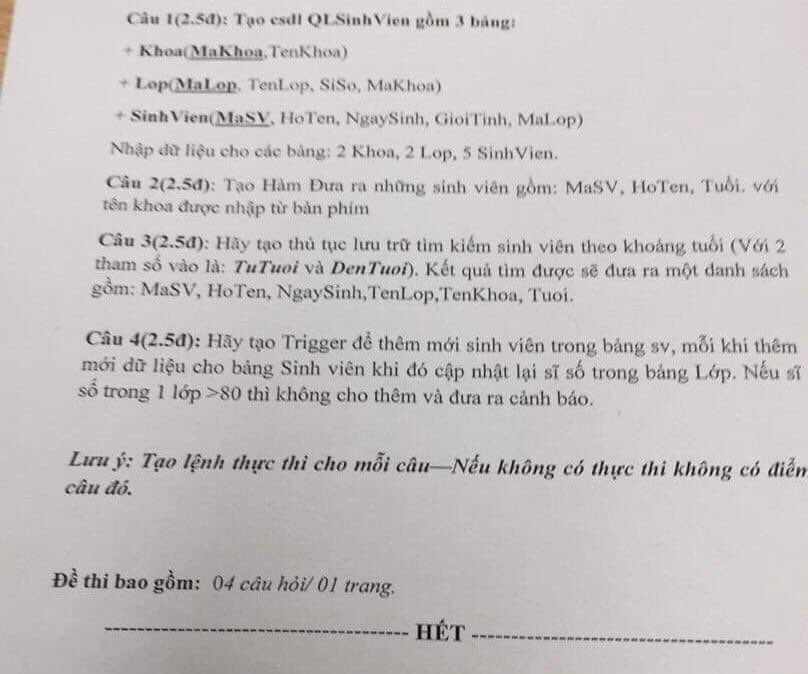 Câu 1(2.5đ): Tạo csdl QLSinhVien gồm 3 bảng:
+ Khoa(MaKhoa,TenKhoa)
+ Lop(MaLop, TenLop, SiSo, MaKhoa)
+ SinhVien(MaSV, HoTen, NgaySinh, GioiTinh, MaLop)
Nhập dữ liệu cho các bảng: 2 Khoa, 2 Lop, 5 SinhVien.
Câu 2(2.5đ): Tạo Hàm Đưa ra những sinh viên gồm: MaSV, HoTen, Tuổi. với
tên khoa được nhập từ bàn phím
Câu 3(2.5đ): Hãy tạo thủ tục lưu trữ tìm kiếm sinh viên theo khoảng tuổi (Với 2
tham số vào là: TuTuoi và DenTuoi). Kết quả tìm được sẽ đưa ra một danh sách
gồm: MaSV, HoTen, NgaySinh,TenLop,TenKhoa, Tuoi.
Câu 4(2.5đ): Hãy tạo Trigger để thêm mới sinh viên trong bảng sv, mỗi khi thêm
mới dữ liệu cho bảng Sinh viên khi đó cập nhật lại sĩ số trong bảng Lớp. Nếu sĩ
số trong 1 lớp >80 thì không cho thêm và đưa ra cảnh báo.
Lưu ý: Tạo lệnh thực thi cho mỗi câu—Nếu không có thực thi không có điểm
câu đó.
Đề thi bao gồm: 04 câu hỏi/ 01 trang.
HẾT